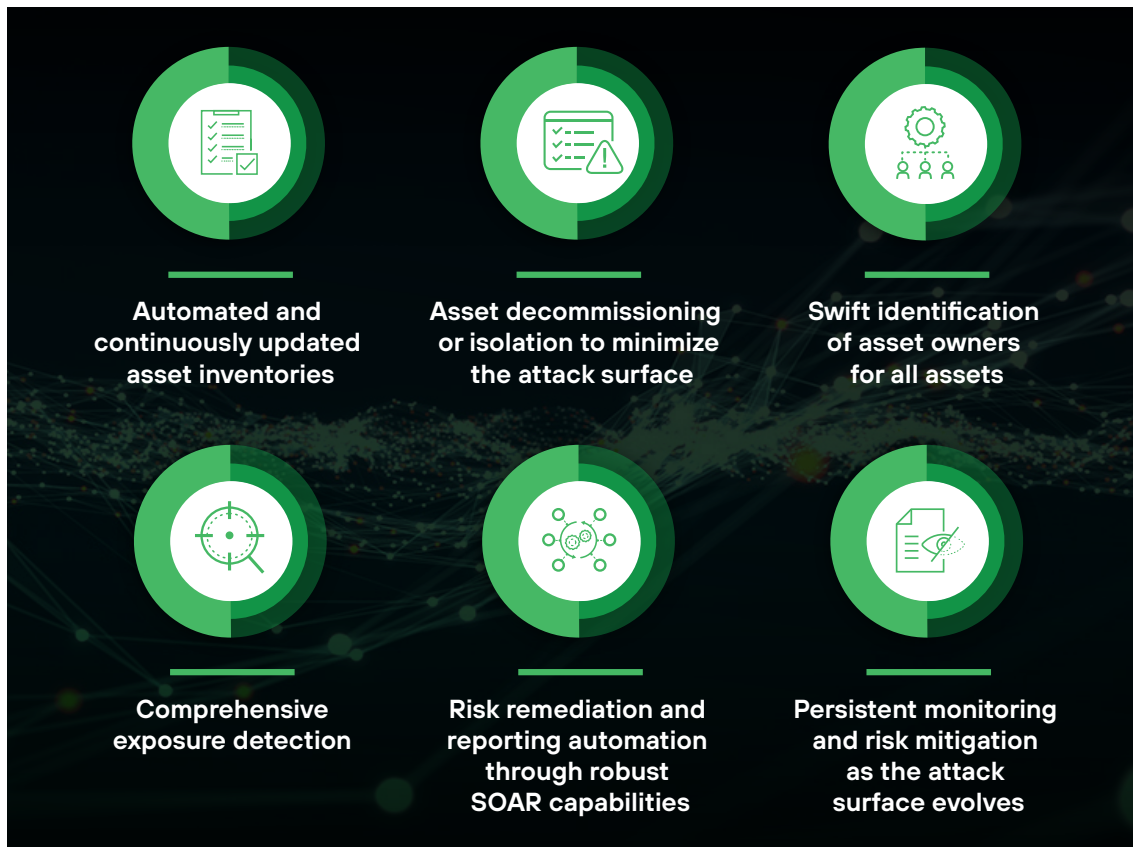 Automated and
continuously updated
asset inventories
Asset decommissioning
or isolation to minimize
the attack surface
Swift identification
of asset owners
for all assets
Comprehensive
exposure detection
Risk remediation and
reporting automation
through robust
SOAR capabilities
Persistent monitoring
and risk mitigation
as the attack
surface evolves